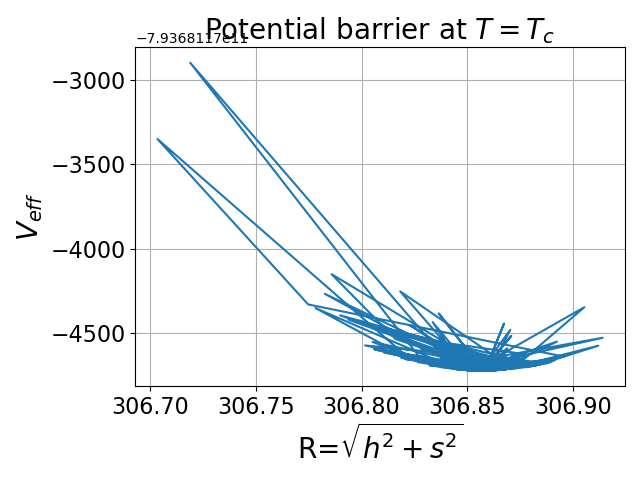 Potential barrier at T = T_c
−7.9368117e11
−3000
−3500
−4000
−4500
V_eff
306.70 306.75 306.80 306.85 306.90
R=√h² + s²